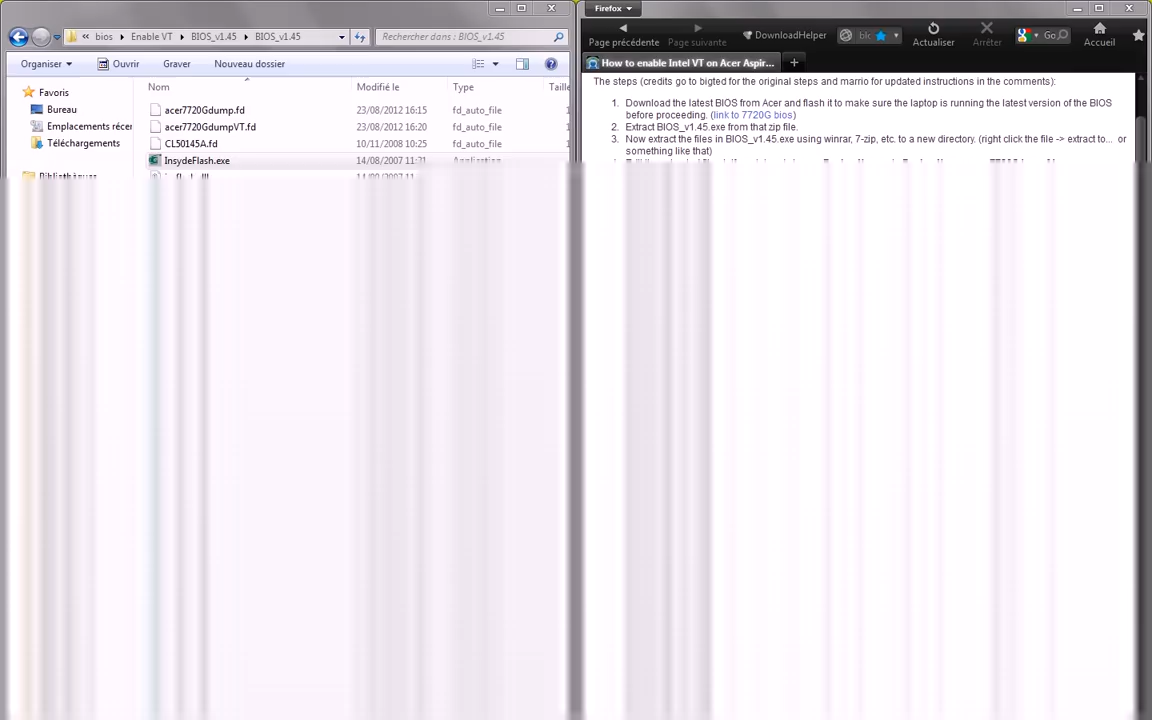 bios
Enable VT
BIOS_v1.45
BIOS_v1.45
Rechercher dans : BIOS_v1.45
Organiser
Ouvrir
Graver
Nouveau dossier
Nom
Modifié le
Type
Taille
Favoris
Bureau
Emplacements récer
Téléchargements
acer7720Gdump.fd
23/08/2012 16:15
fd_auto_file
acer7720GdumpVT.fd
23/08/2012 16:20
fd_auto_file
CL50145A.fd
10/11/2008 10:25
fd_auto_file
InsydeFlash.exe
14/08/2007 11:21
Application
Firefox
Page précédente
Page suivante
DownloadHelper
blc
Actualiser
Arrêter
Go
Accueil
How to enable Intel VT on Acer Aspir...
The steps (credits go to bigted for the original steps and marrio for updated instructions in the comments):
1. Download the latest BIOS from Acer and flash it to make sure the laptop is running the latest version of the BIOS
before proceeding. (link to 7720G bios)
2. Extract BIOS_v1.45.exe from that zip file.
3. Now extract the files in BIOS_v1.45.exe using winrar, 7-zip, etc. to a new directory. (right click the file -> extract to... or
something like that)